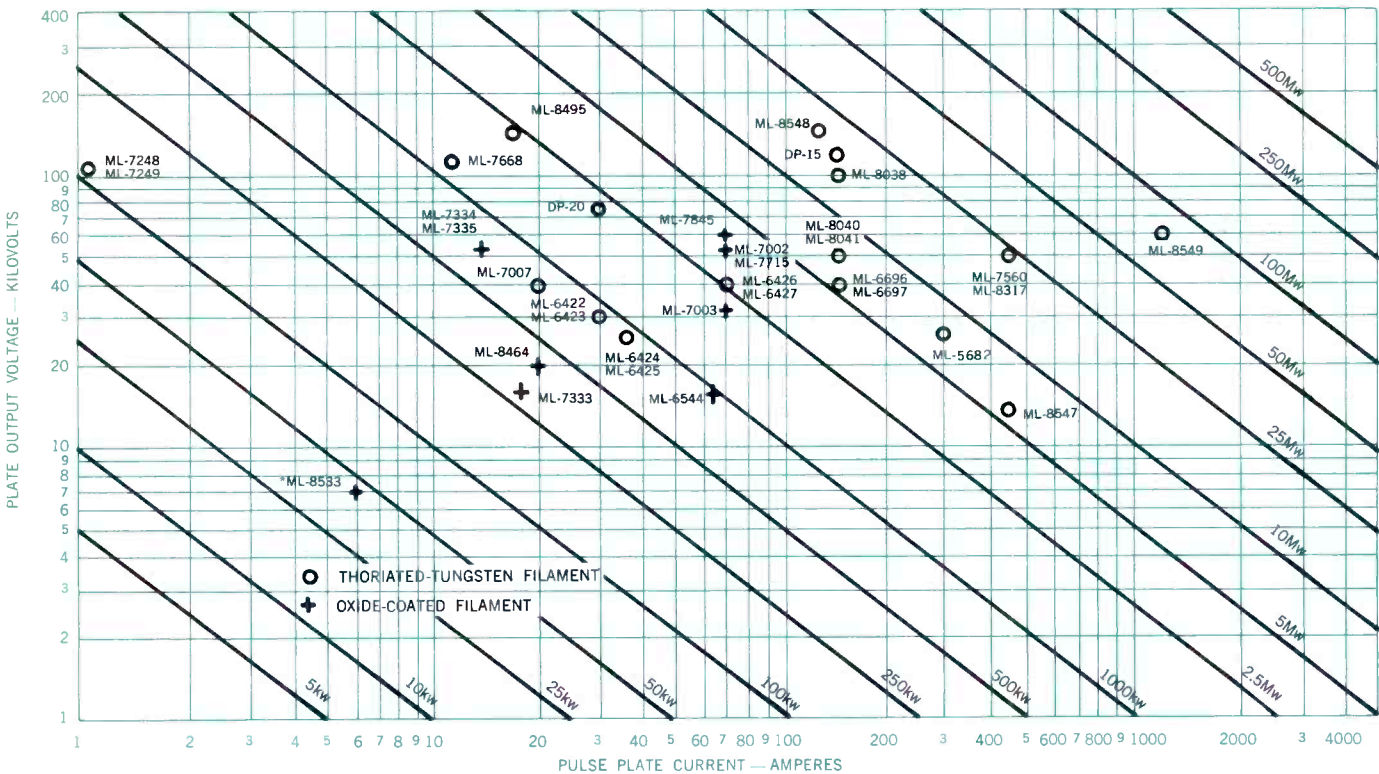 PLATE OUTPUT VOLTAGE — KILOVOLTS
400
3
200
100
9
80
7
60
5
40
3
20
10
9
8
7
6
5
4
3
2
1
500Mw
250Mw
100Mw
50Mw
25Mw
10Mw
5Mw
2.5Mw
1000kw
500kw
250kw
100kw
50kw
25kw
10kw
5kw
ML-8495
ML-8548
ML-7248
ML-7249
ML-7668
DP-15
ML-8038
DP-20
ML-7334
ML-7335
ML-7845
ML-8040
ML-8041
ML-7002
ML-7715
ML-8549
ML-7007
ML-6426
ML-6427
ML-6696
ML-6697
ML-7560
ML-8317
ML-6422
ML-6423
ML-7003
ML-8464
ML-6424
ML-6425
ML-5682
ML-7333
ML-6544
ML-8547
*ML-8533
THORIATED-TUNGSTEN FILAMENT
OXIDE-COATED FILAMENT
1 2 3 4 5 6 7 8 9 10 20 3 40 5 60 7 80 9 100 200 3 400 5 600 7 800 9 1000 2000 3 4000
PULSE PLATE CURRENT — AMPERES